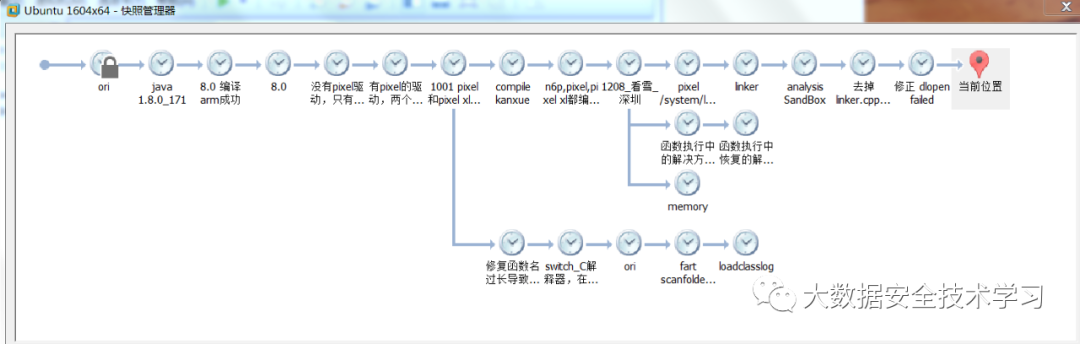 Ubuntu 1604x64 - 快照管理器
ori
java
1.8.0_171
8.0 编译
arm成功
8.0
没有pixel驱
动，只有...
有pixel的驱
动，两个...
1001 pixel
和pixel xl...
compile
kanxue
n6p,pixel,pi
xel xl都编...
1208_看雪_
深圳
pixel
/system/l...
linker
analysis
SandBox
去掉
linker.cpp...
修正 dlopen
failed
当前位置
函数执行中
的解决方...
函数执行中
恢复的解...
memory
修复函数名
过长导致...
switch_C解
释器，在...
ori
fart
scanfolde...
loadclasslog
大数据安全技术学习